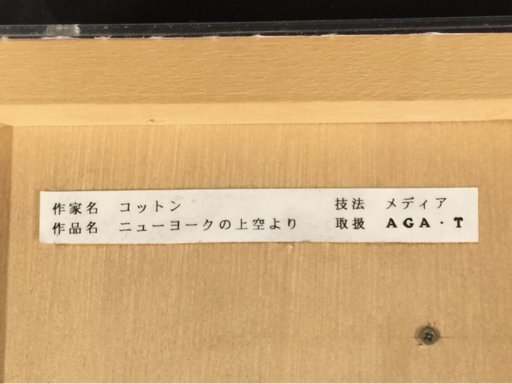 作家名 コットン 技法 メディア
作品名 ニューヨークの上空より 取扱 AGA・T